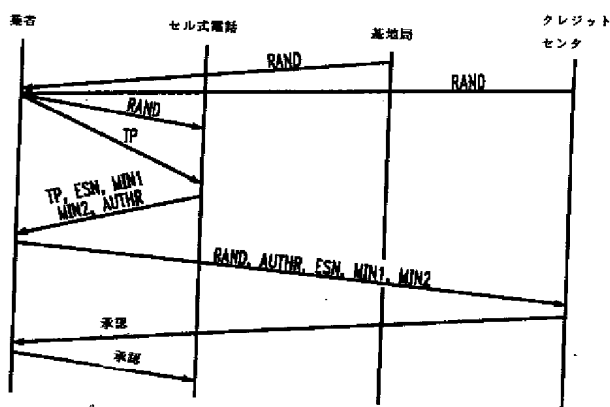 業者
セル式電話
基地局
クレジット
センタ
RAND
RAND
RAND
TP
TP, ESN, MIN1
MIN2, AUTHR
RAND, AUTHR, ESN, MIN1, MIN2
承認
承認